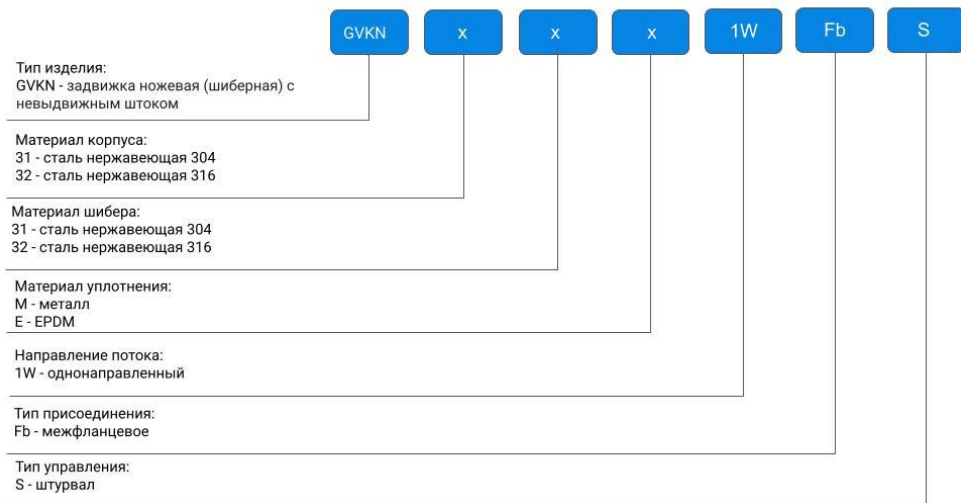 GVKN x x x 1W Fb S
Тип изделия:
GVKN - задвижка ножевая (шиберная) с
невыдвижным штоком
Материал корпуса:
31 - сталь нержавеющая 304
32 - сталь нержавеющая 316
Материал шибера:
31 - сталь нержавеющая 304
32 - сталь нержавеющая 316
Материал уплотнения:
M - металл
E - EPDM
Направление потока:
1W - однонаправленный
Тип присоединения:
Fb - межфланцевое
Тип управления:
S - штурвал